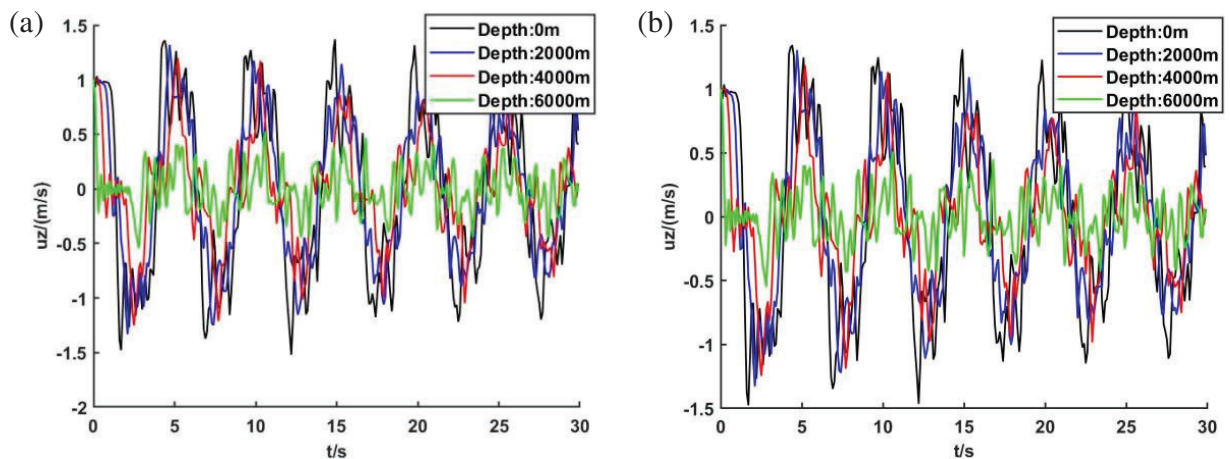 (a)
1.5
1
0.5
0
-0.5
-1
-1.5
-2
uz/(m/s)
0 5 10 15 20 25 30
t/s
Depth:0m
Depth:2000m
Depth:4000m
Depth:6000m
(b)
1.5
1
0.5
0
-0.5
-1
-1.5
uz/(m/s)
0 5 10 15 20 25 30
t/s
Depth:0m
Depth:2000m
Depth:4000m
Depth:6000m